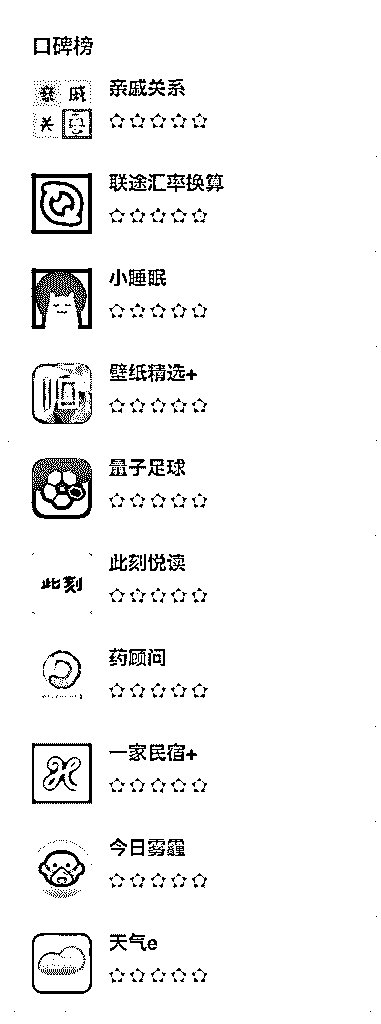 口碑榜
亲戚
关
亲戚关系
联途汇率换算
小睡眠
壁纸精选+
量子足球
此刻
此刻悦读
药顾问
一家民宿+
今日雾霾
天气e